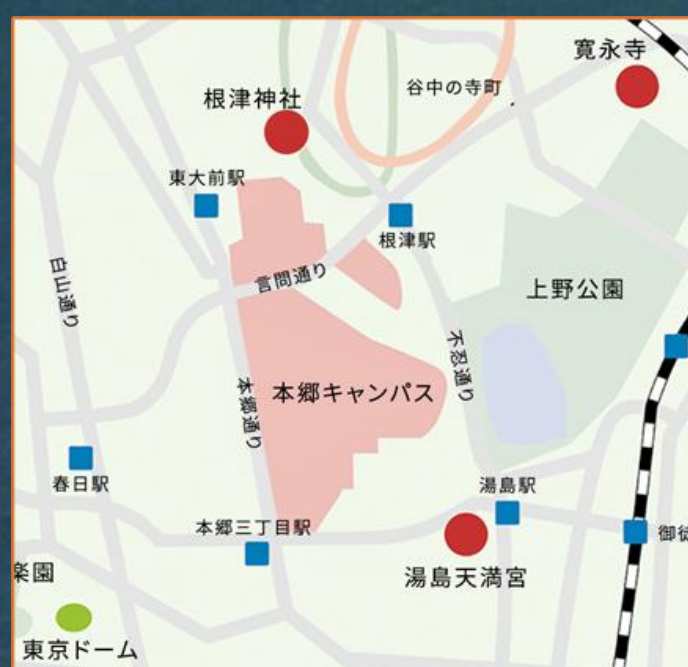 寛永寺
谷中の寺町
根津神社
東大前駅
根津駅
言問通り
白山通り
上野公園
不忍通り
本郷通り
本郷キャンパス
春日駅
湯島駅
本郷三丁目駅
御徒
湯島天満宮
楽園
東京ドーム